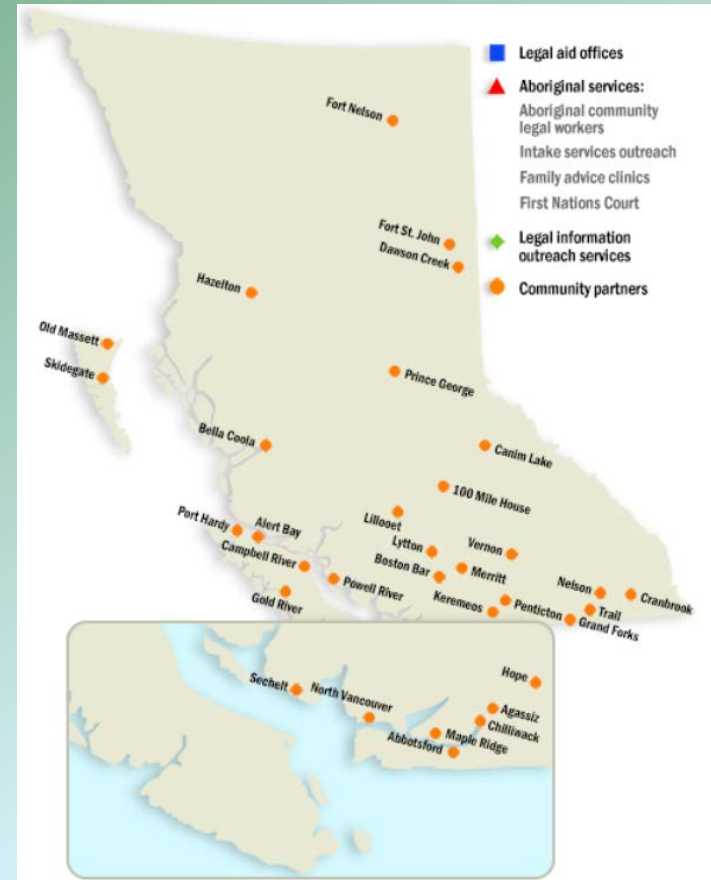 Legal aid offices
Aboriginal services:
Aboriginal community
legal workers
Intake services outreach
Family advice clinics
First Nations Court
Legal information
outreach services
Community partners
Fort Nelson
Fort St. John
Dawson Creek
Hazelton
Old Massett
Skidegate
Prince George
Bella Coola
Canim Lake
100 Mile House
Lillooet
Port Hardy
Alert Bay
Lytton
Vernon
Campbell River
Boston Bar
Merritt
Powell River
Nelson
Cranbrook
Gold River
Keremeos
Penticton
Trail
Grand Forks
Hope
Sechelt
North Vancouver
Agassiz
Chilliwack
Maple Ridge
Abbotsford